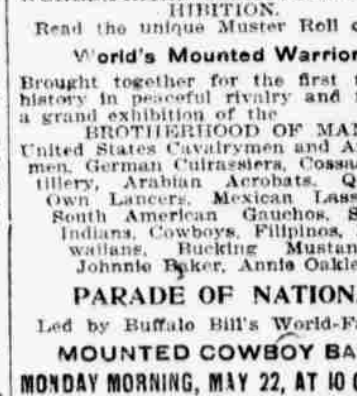 HIBITION.
Read the unique Muster Roll o
World's Mounted Warrior
Brought together for the first
history in peaceful rivalry and
a grand exhibition of the
BROTHERHOOD OF MA
United States Cavalrymen and A
men, German Cuirassiers, Cossa
tillery, Arabian Acrobats, Q
Own Lancers, Mexican Lass
South American Gauchos, S
Indians, Cowboys, Filipinos,
waiians, Bucking Mustan
Johnnie Baker, Annie Oakle
PARADE OF NATION
Led by Buffalo Bill's World-F
MOUNTED COWBOY BA
MONDAY MORNING, MAY 22, AT 10